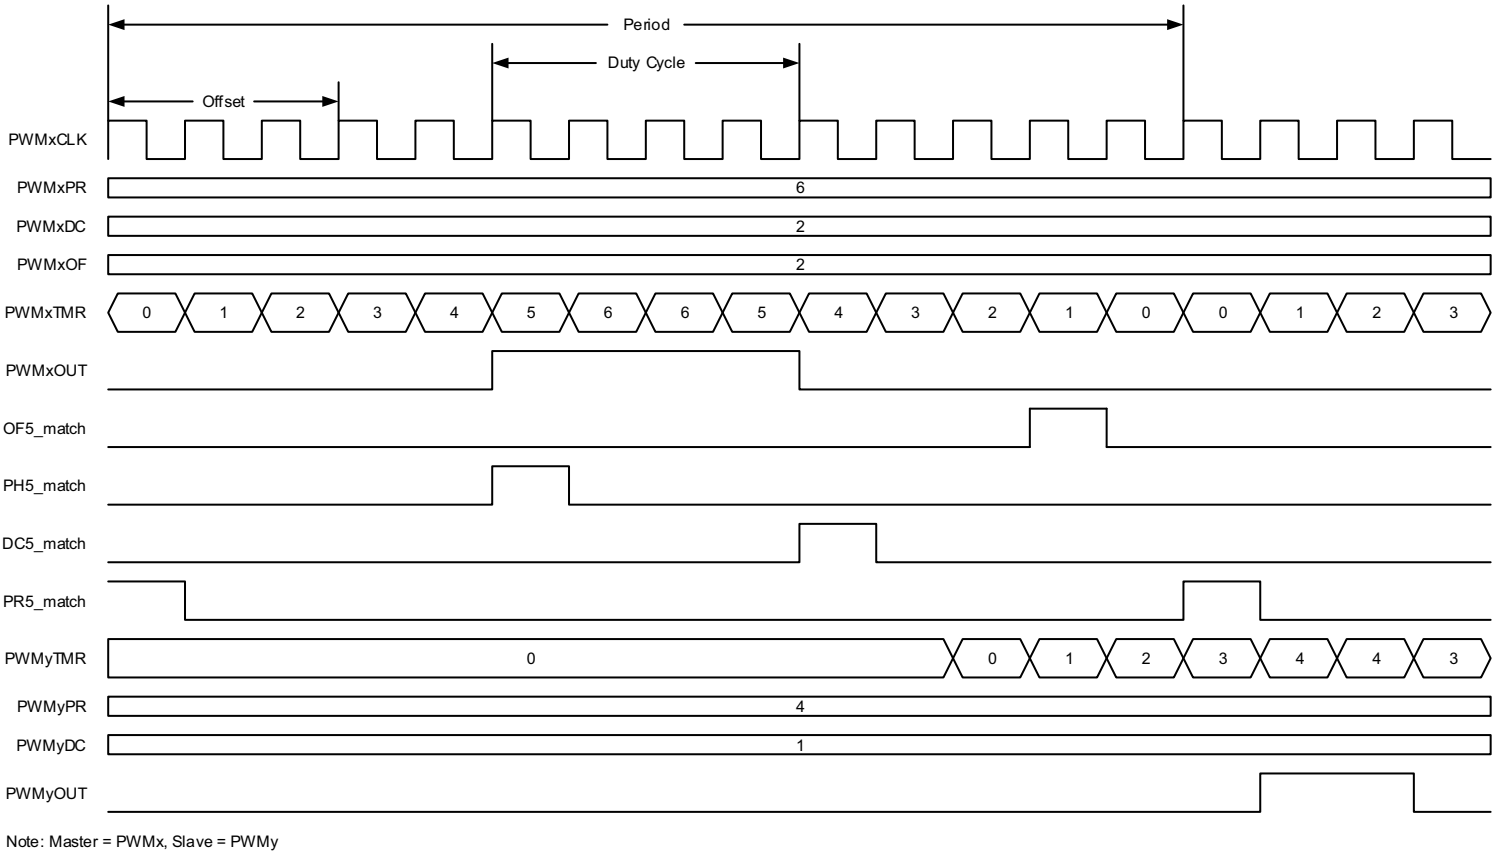 Period
Duty Cycle
Offset
PWMxCLK
PWMxPR 6
PWMxDC 2
PWMxOF 2
PWMxTMR 0 1 2 3 4 5 6 6 5 4 3 2 1 0 0 1 2 3
PWMxOUT
OF5_match
PH5_match
DC5_match
PR5_match
PWMyTMR 0 0 1 2 3 4 4 3
PWMyPR 4
PWMyDC 1
PWMyOUT
Note: Master = PWMx, Slave = PWMy